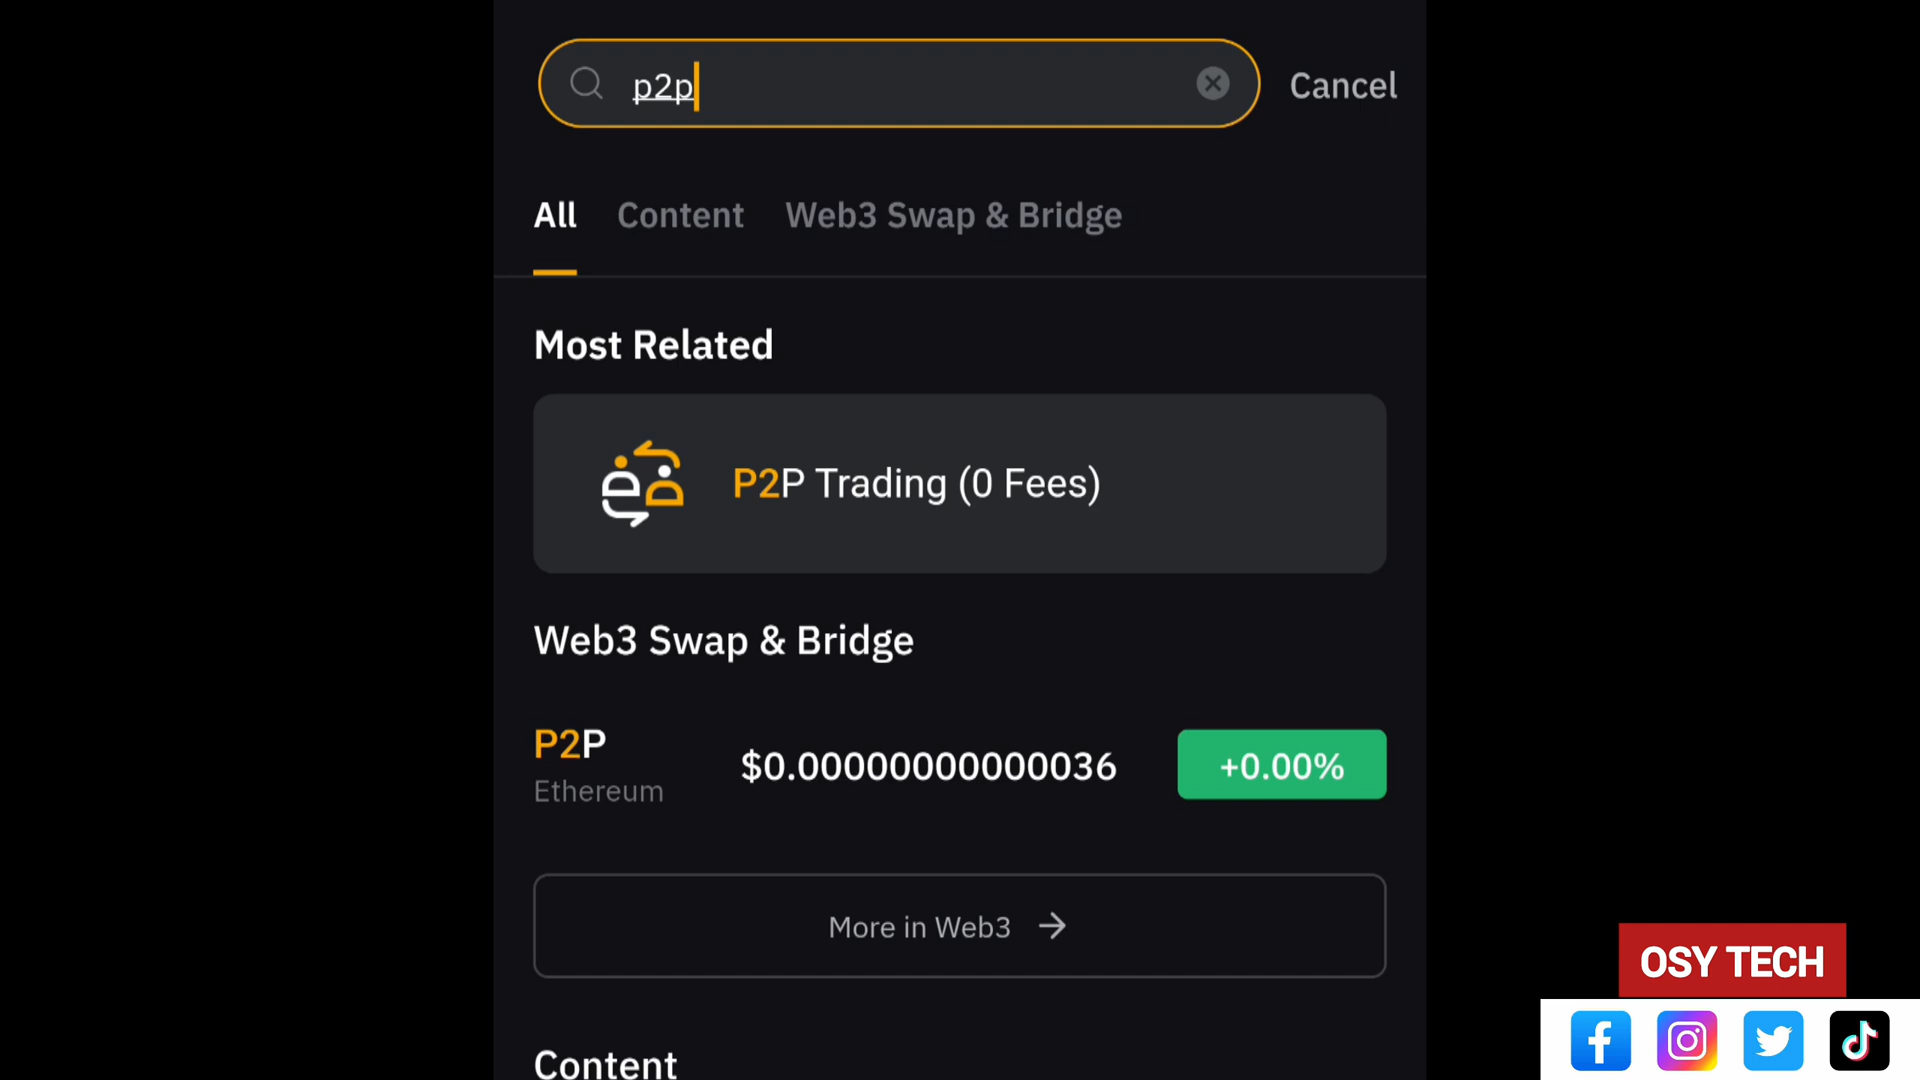 p2p
Cancel
All Content Web3 Swap & Bridge
Most Related
P2P Trading (0 Fees)
Web3 Swap & Bridge
P2P
Ethereum
$0.00000000000036
+0.00%
More in Web3 →
Content
OSY TECH